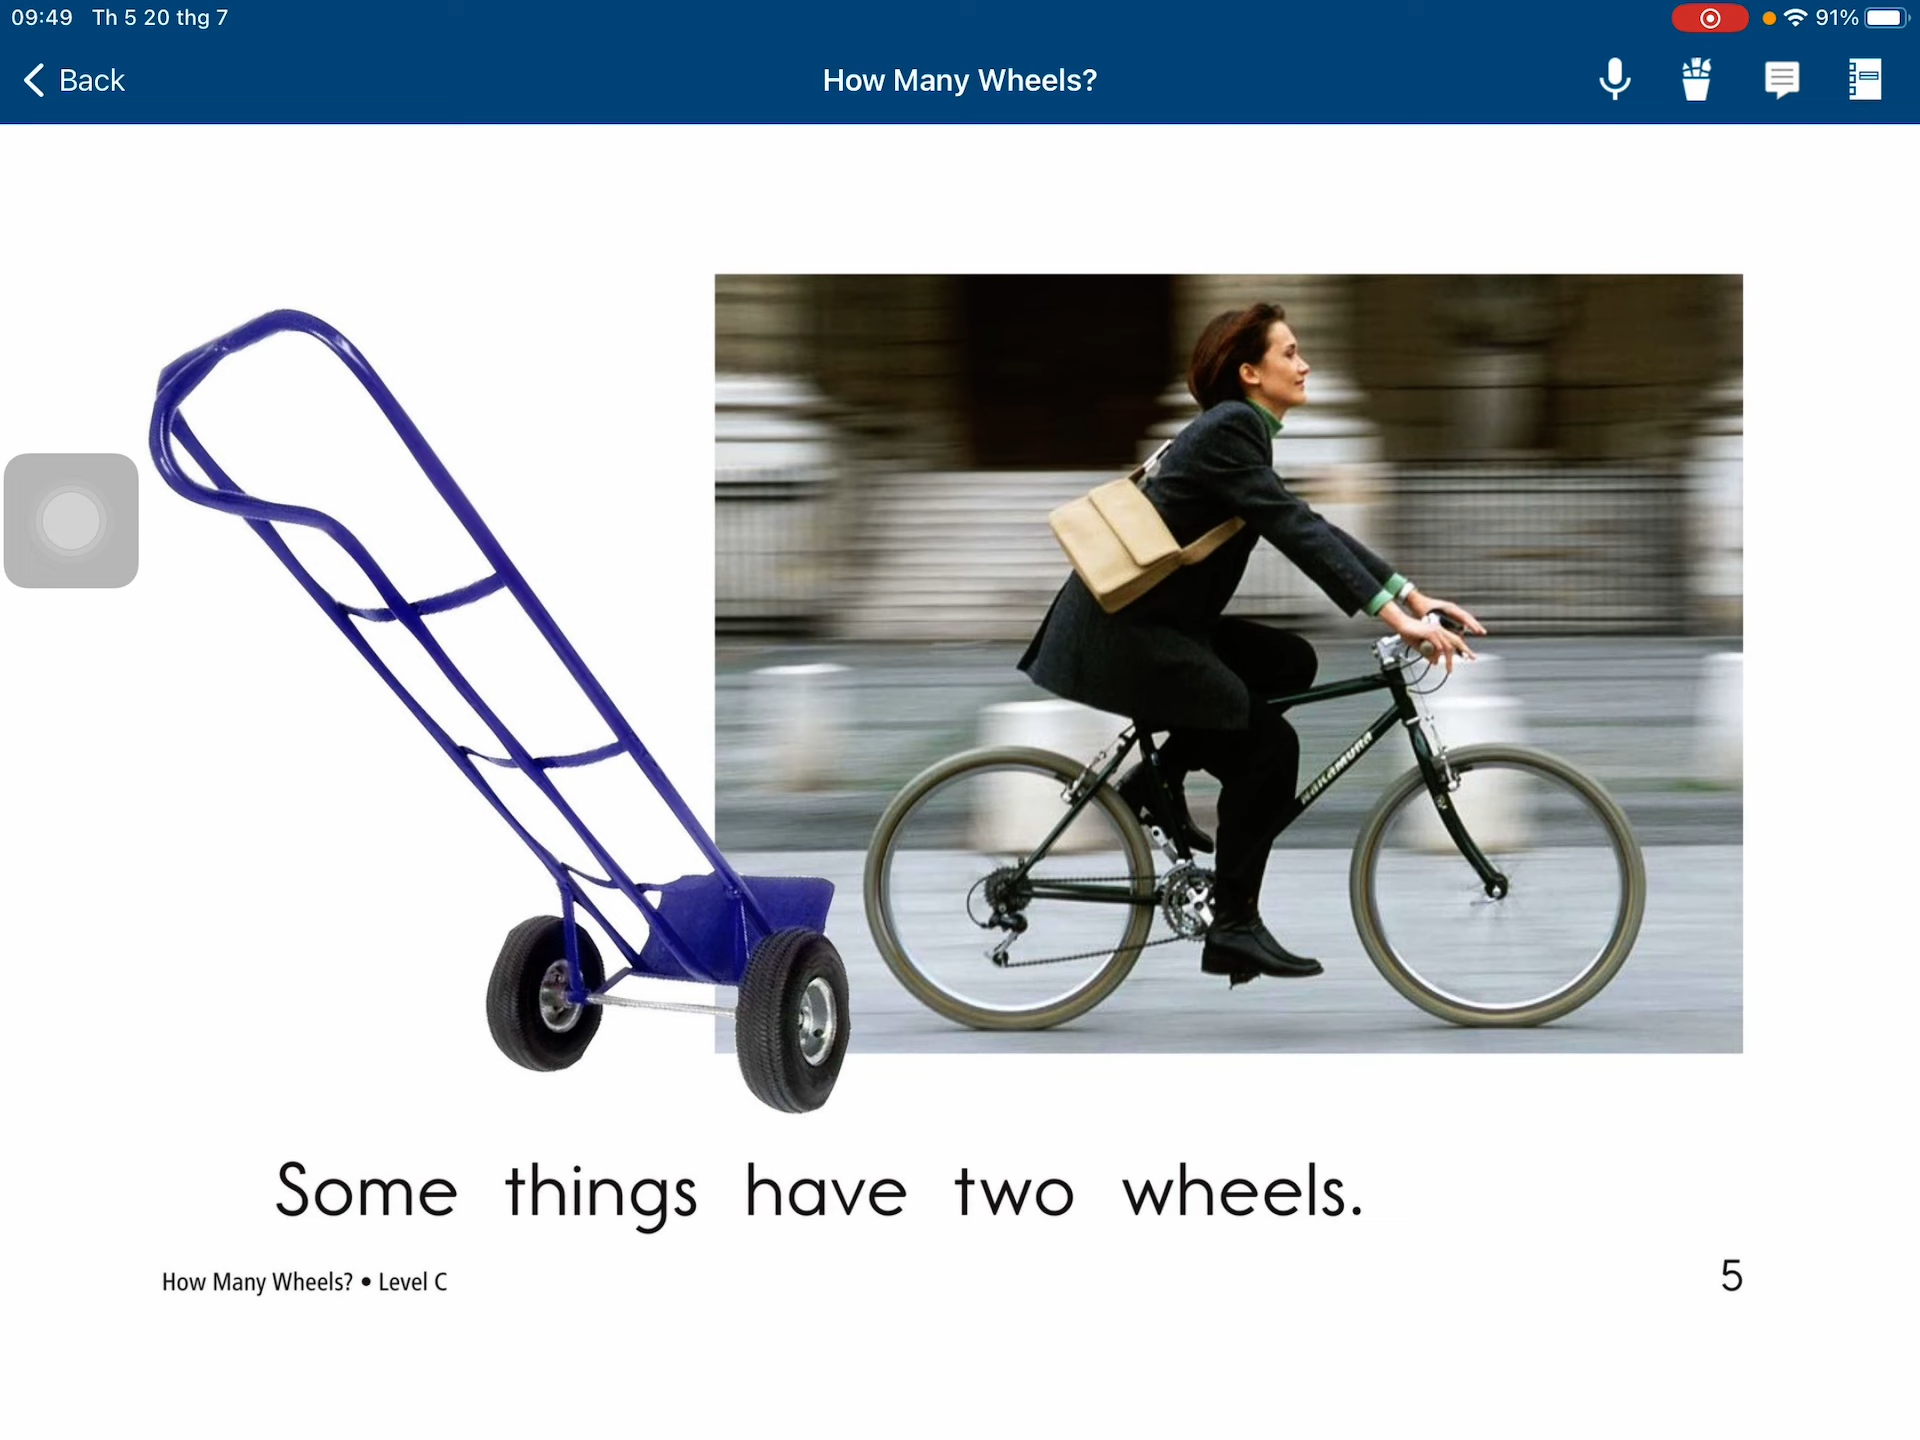 09:49 Th 5 20 thg 7
91%
Back
How Many Wheels?
NAKAMURA
Some things have two wheels.
How Many Wheels? • Level C
5